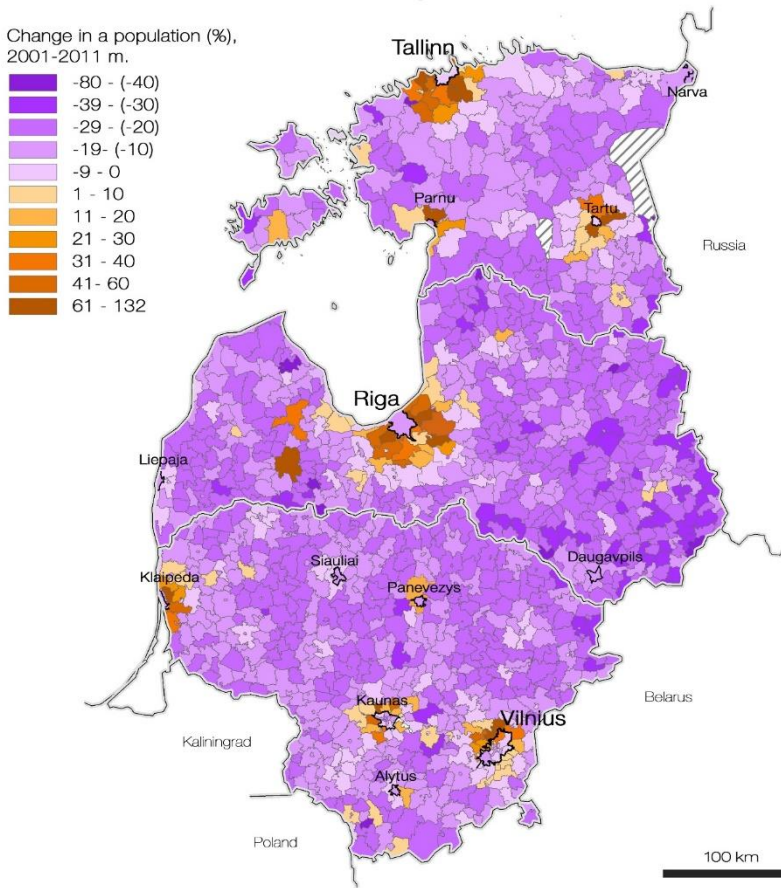 Change in a population (%),
2001-2011 m.
-80 - (-40)
-39 - (-30)
-29 - (-20)
-19- (-10)
-9 - 0
1 - 10
11 - 20
21 - 30
31 - 40
41- 60
61 - 132
Tallinn
Narva
Parnu
Tartu
Russia
Riga
Liepaja
Daugavpils
Siauliai
Klaipeda
Panevezys
Kaunas
Vilnius
Belarus
Kaliningrad
Alytus
Poland
100 km